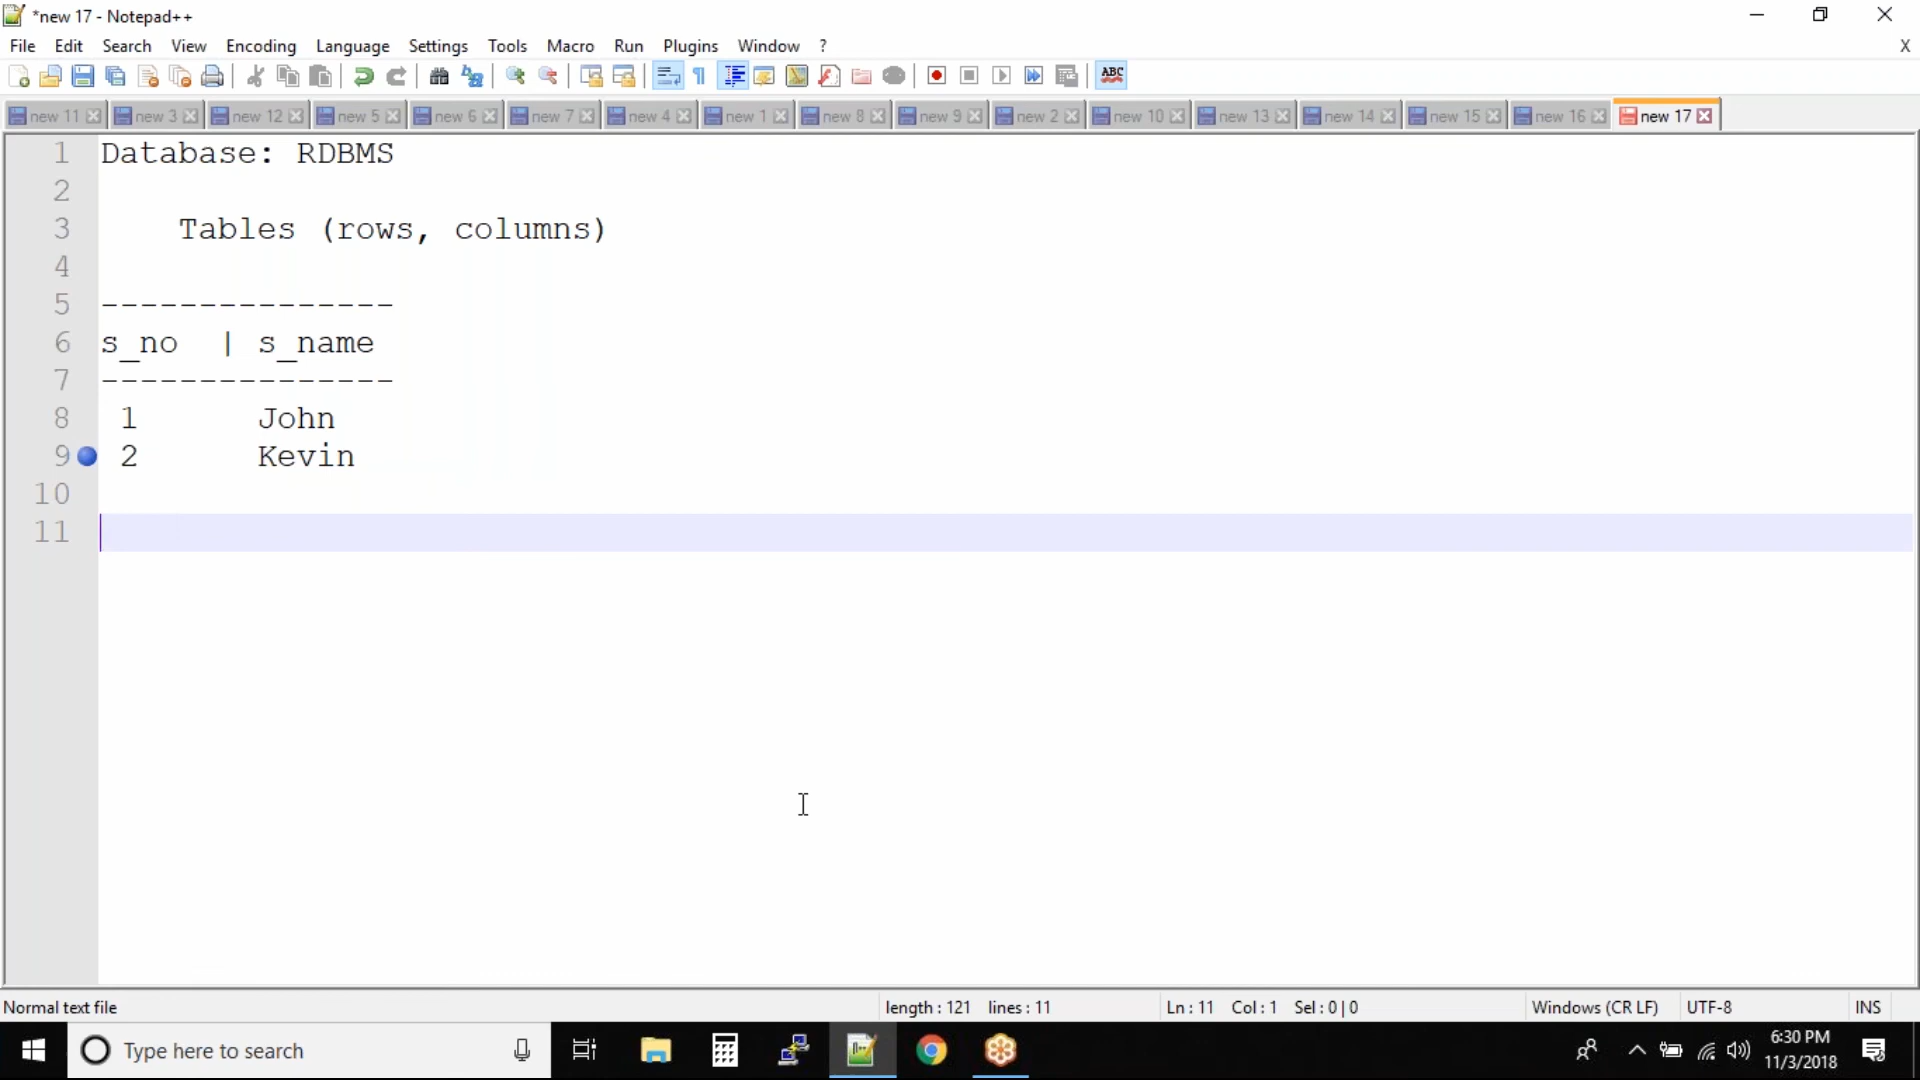 *new 17 - Notepad++
File Edit Search View Encoding Language Settings Tools Macro Run Plugins Window ? X
ABC
new 11 new 3 new 12 new 5 new 6 new 7 new 4 new 1 new 8 new 9 new 2 new 10 new 13 new 14 new 15 new 16 new 17
1 Database: RDBMS
2
3 Tables (rows, columns)
4
5 ---------------
6 s_no | s_name
7 ---------------
8 1 John
9 2 Kevin
10
11
Normal text file length : 121 lines : 11 Ln : 11 Col : 1 Sel : 0 | 0 Windows (CR LF) UTF-8 INS
Type here to search
6:30 PM
11/3/2018